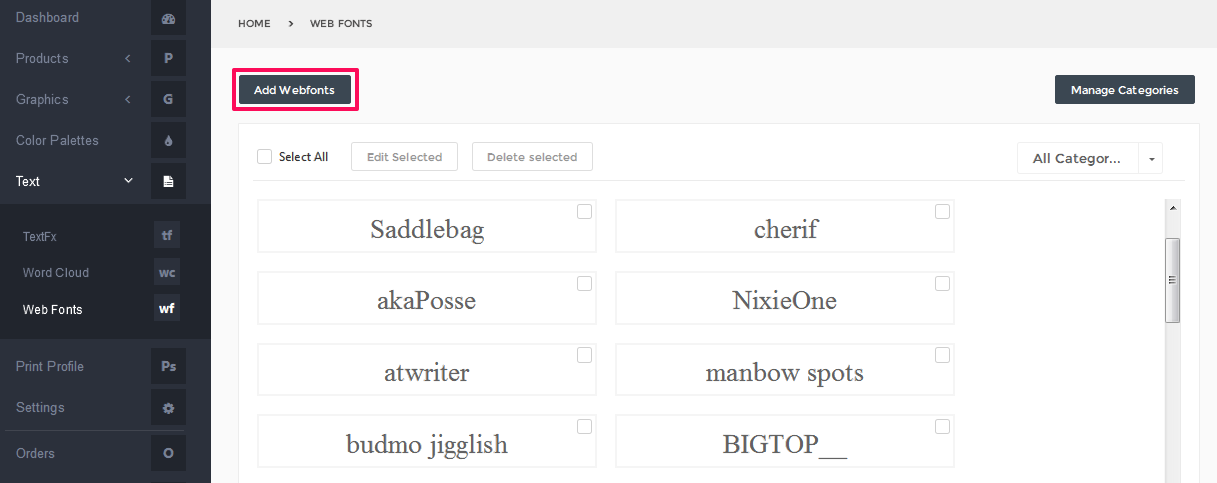 Dashboard
Products
P
Graphics
G
Color Palettes
Text
TextFx
tf
Word Cloud
wc
Web Fonts
wf
Print Profile
Ps
Settings
Orders
O
HOME > WEB FONTS
Add Webfonts
Manage Categories
Select All
Edit Selected
Delete selected
All Categor...
Saddlebag
cherif
akaPosse
NixieOne
atwriter
manbow spots
budmo jigglish
BIGTOP__